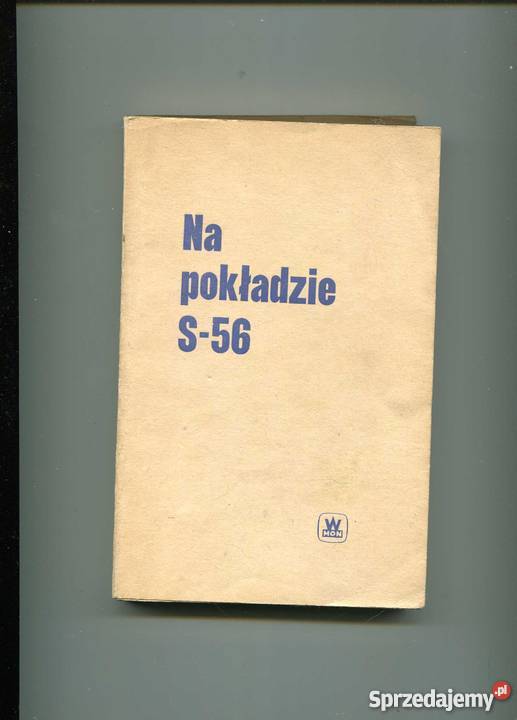 Na
pokładzie
S-56
W
MON
Sprzedajemy.pl